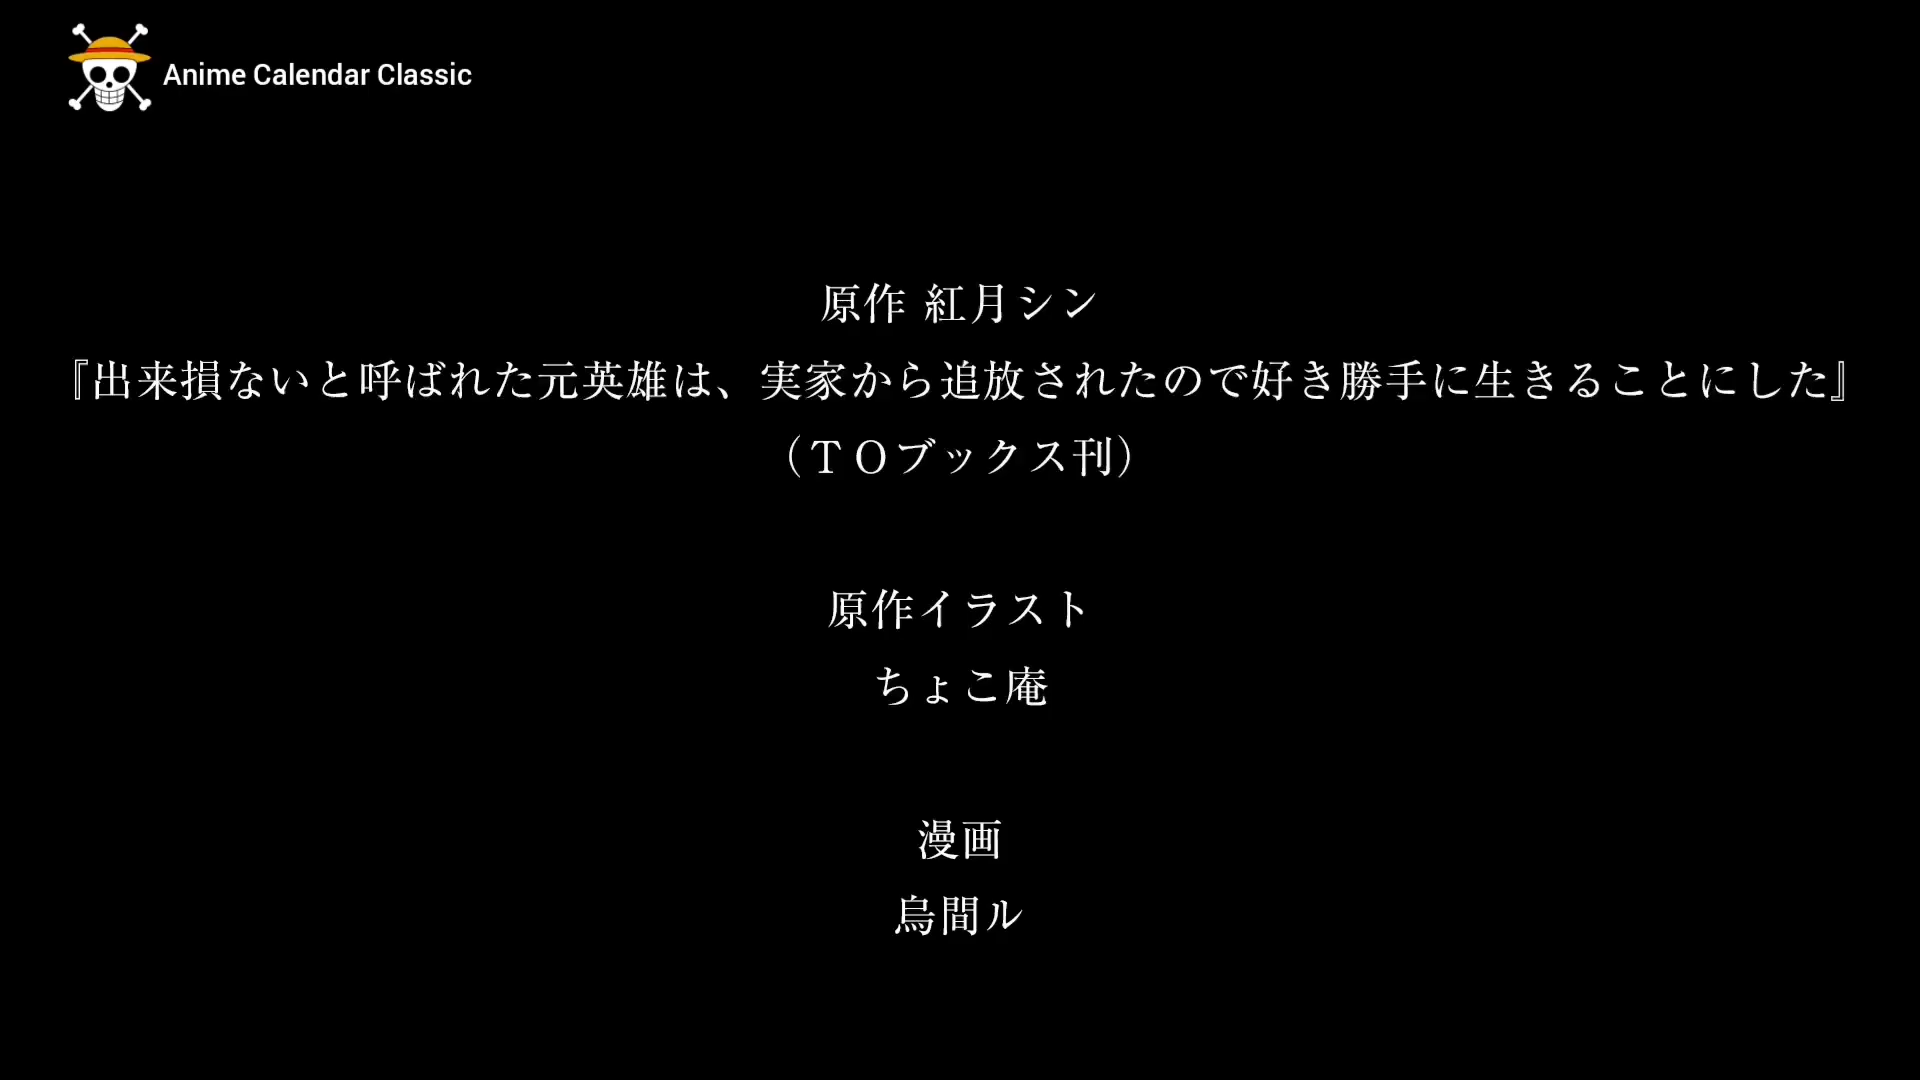 Anime Calendar Classic
原作 紅月シン
『出来損ないと呼ばれた元英雄は、実家から追放されたので好き勝手に生きることにした』
（ＴＯブックス刊）
原作イラスト
ちょこ庵
漫画
烏間ル